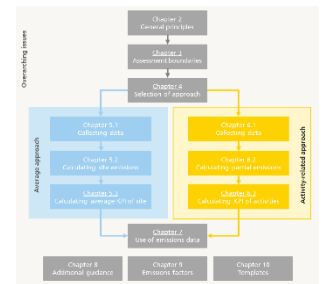 Overarching issues
Chapter 2
General principles
Chapter 3
Assessment boundaries
Chapter 4
Selection of approach
Average approach
Chapter 5.1
Collecting data
Chapter 5.2
Calculating site emissions
Chapter 5.3
Calculating average KPI of site
Chapter 6.1
Collecting data
Chapter 6.2
Calculating partial emissions
Chapter 6.3
Calculating KPI of activities
Activity-related approach
Chapter 7
Use of emissions data
Chapter 8
Additional guidance
Chapter 9
Emissions factors
Chapter 10
Templates